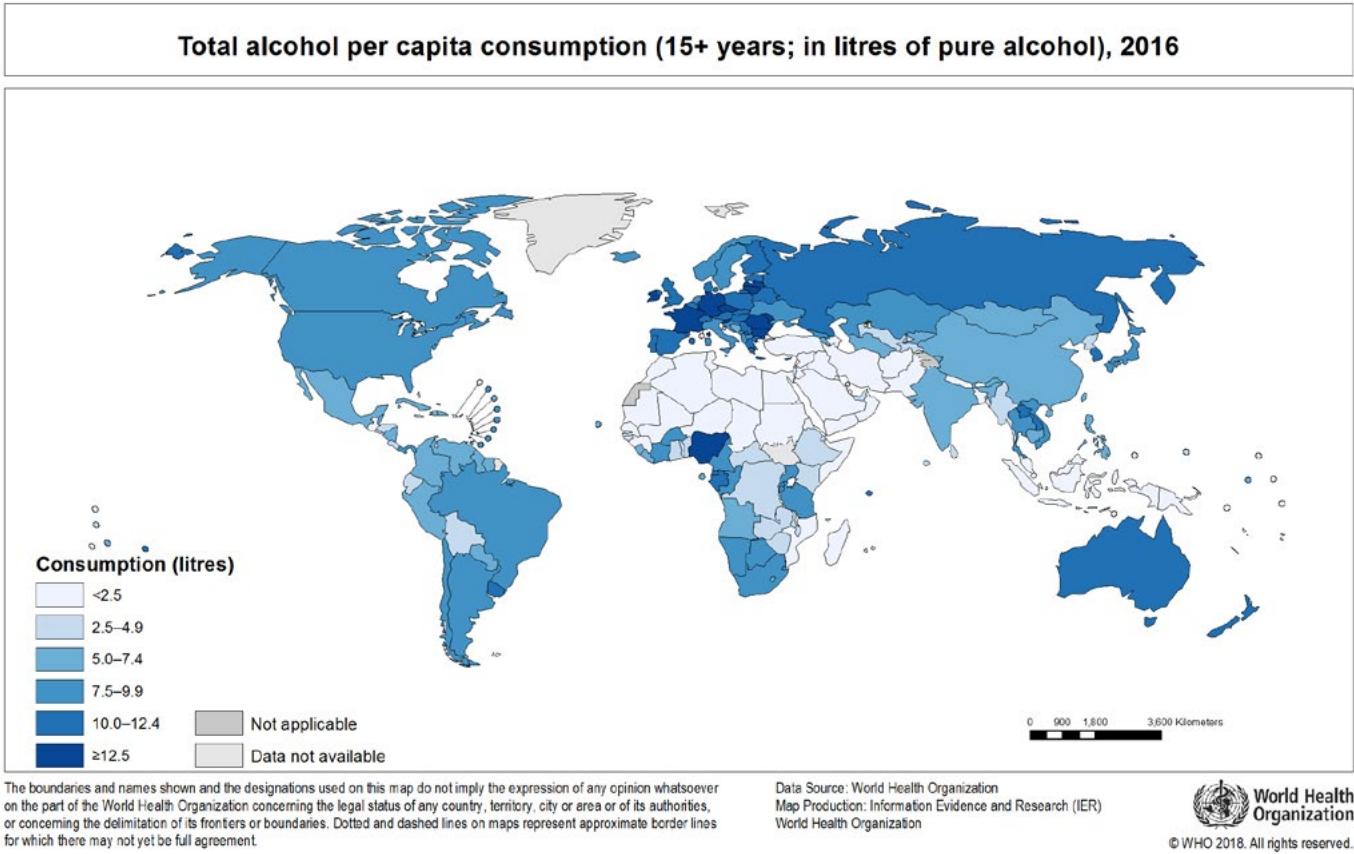 Total alcohol per capita consumption (15+ years; in litres of pure alcohol), 2016
Consumption (litres)
<2.5
2.5–4.9
5.0–7.4
7.5–9.9
10.0–12.4
≥12.5
Not applicable
Data not available
0 900 1,800 3,600 Kilometers
The boundaries and names shown and the designations used on this map do not imply the expression of any opinion whatsoever
on the part of the World Health Organization concerning the legal status of any country, territory, city or area or of its authorities,
or concerning the delimitation of its frontiers or boundaries. Dotted and dashed lines on maps represent approximate border lines
for which there may not yet be full agreement.
Data Source: World Health Organization
Map Production: Information Evidence and Research (IER)
World Health Organization
World Health
Organization
© WHO 2018. All rights reserved.